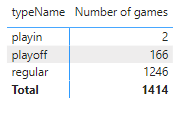 typeName Number of games
playin 2
playoff 166
regular 1246
Total 1414